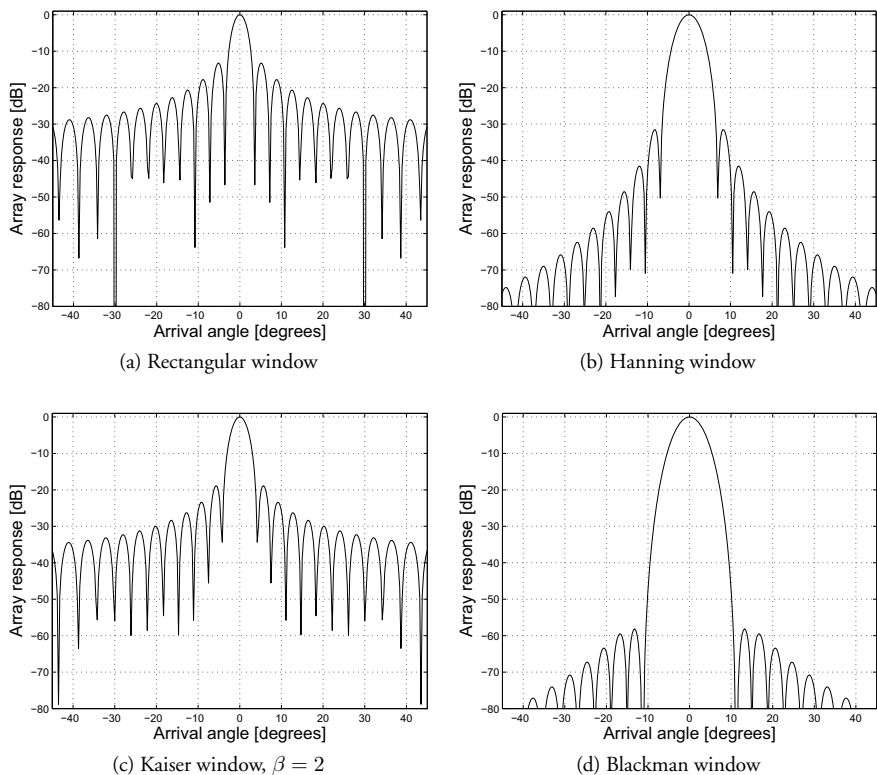 0
−10
−20
−30
−40
−50
−60
−70
−80
Array response [dB]
−40 −30 −20 −10 0 10 20 30 40
Arrival angle [degrees]
(a) Rectangular window
0
−10
−20
−30
−40
−50
−60
−70
−80
Array response [dB]
−40 −30 −20 −10 0 10 20 30 40
Arrival angle [degrees]
(b) Hanning window
0
−10
−20
−30
−40
−50
−60
−70
−80
Array response [dB]
−40 −30 −20 −10 0 10 20 30 40
Arrival angle [degrees]
(c) Kaiser window, β = 2
0
−10
−20
−30
−40
−50
−60
−70
−80
Array response [dB]
−40 −30 −20 −10 0 10 20 30 40
Arrival angle [degrees]
(d) Blackman window